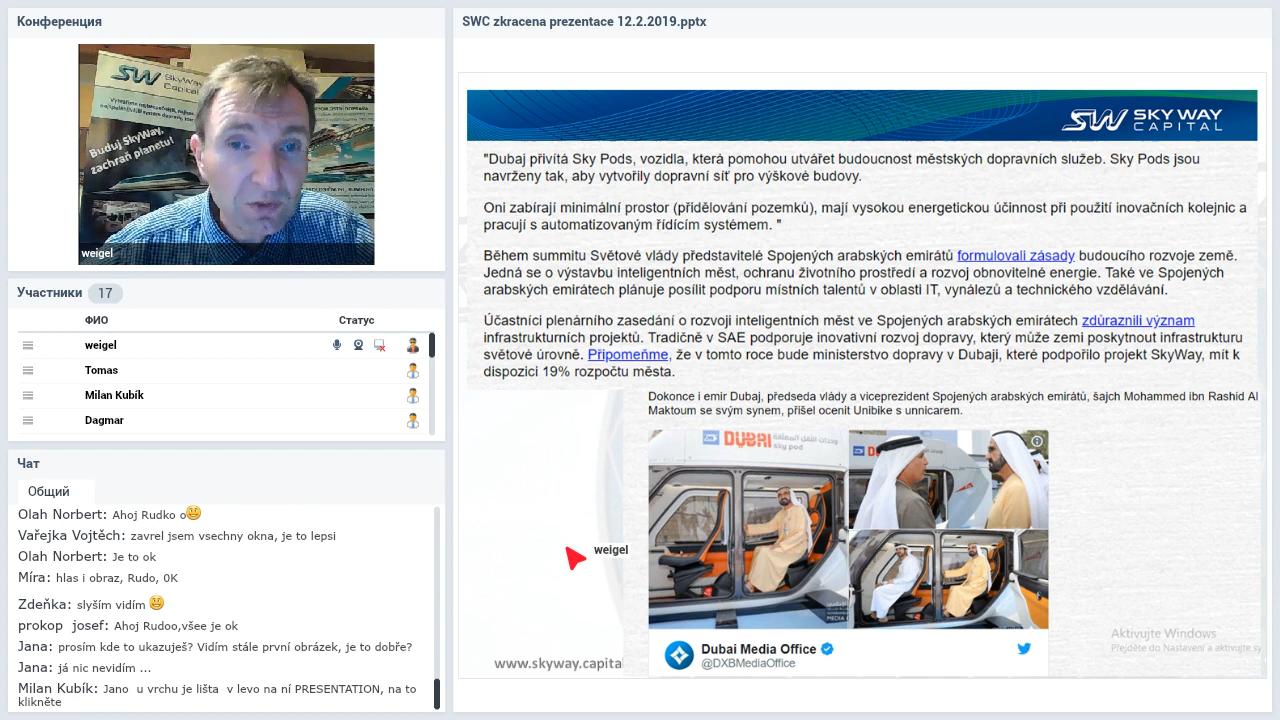 Конференция
SW SkyWay
Capital
Buduj SkyWay,
zachraň planetu!
weigel
Участники 17
ФИО Статус
weigel
Tomas
Milan Kubík
Dagmar
Чат
Общий
Olah Norbert: Ahoj Rudko o
Vařejka Vojtěch: zavrel jsem vsechny okna, je to lepsi
Olah Norbert: Je to ok
Míra: hlas i obraz, Rudo, 0K
Zdeňka: slyším vidím
prokop josef: Ahoj Rudoo,všee je ok
Jana: prosím kde to ukazuješ? Vidím stále první obrázek, je to dobře?
Jana: já nic nevidím ...
Milan Kubík: Jano u vrchu je lišta v levo na ní PRESENTATION, na to
klikněte
SWC zkracena prezentace 12.2.2019.pptx
SW SKY WAY
CAPITAL
"Dubaj přivítá Sky Pods, vozidla, která pomohou utvářet budoucnost městských dopravních služeb. Sky Pods jsou
navrženy tak, aby vytvořily dopravní síť pro výškové budovy.
Oni zabírají minimální prostor (přidělování pozemků), mají vysokou energetickou účinnost při použití inovačních kolejnic a
pracují s automatizovaným řídícím systémem. "
Během summitu Světové vlády představitelé Spojených arabských emirátů formulovali zásady budoucího rozvoje země.
Jedná se o výstavbu inteligentních měst, ochranu životního prostředí a rozvoj obnovitelné energie. Také ve Spojených
arabských emirátech plánuje posílit podporu místních talentů v oblasti IT, vynálezů a technického vzdělávání.
Účastníci plenárního zasedání o rozvoji inteligentních měst ve Spojených arabských emirátech zdůraznili význam
infrastrukturních projektů. Tradičně v SAE podporuje inovativní rozvoj dopravy, který může zemi poskytnout infrastrukturu
světové úrovně. Připomeňme, že v tomto roce bude ministerstvo dopravy v Dubaji, které podpořilo projekt SkyWay, mít k
dispozici 19% rozpočtu města.
Dokonce i emir Dubaj, předseda vlády a viceprezident Spojených arabských emirátů, šajch Mohammed ibn Rashid Al
Maktoum se svým synem, přišel ocenit Unibike s unnicarem.
DUBAI
sky pod
weigel
Dubai Media Office
@DXBMediaOffice
www.skyway.capita
Aktivujte Windows
Přejděte do Nastavení a aktivujte sy